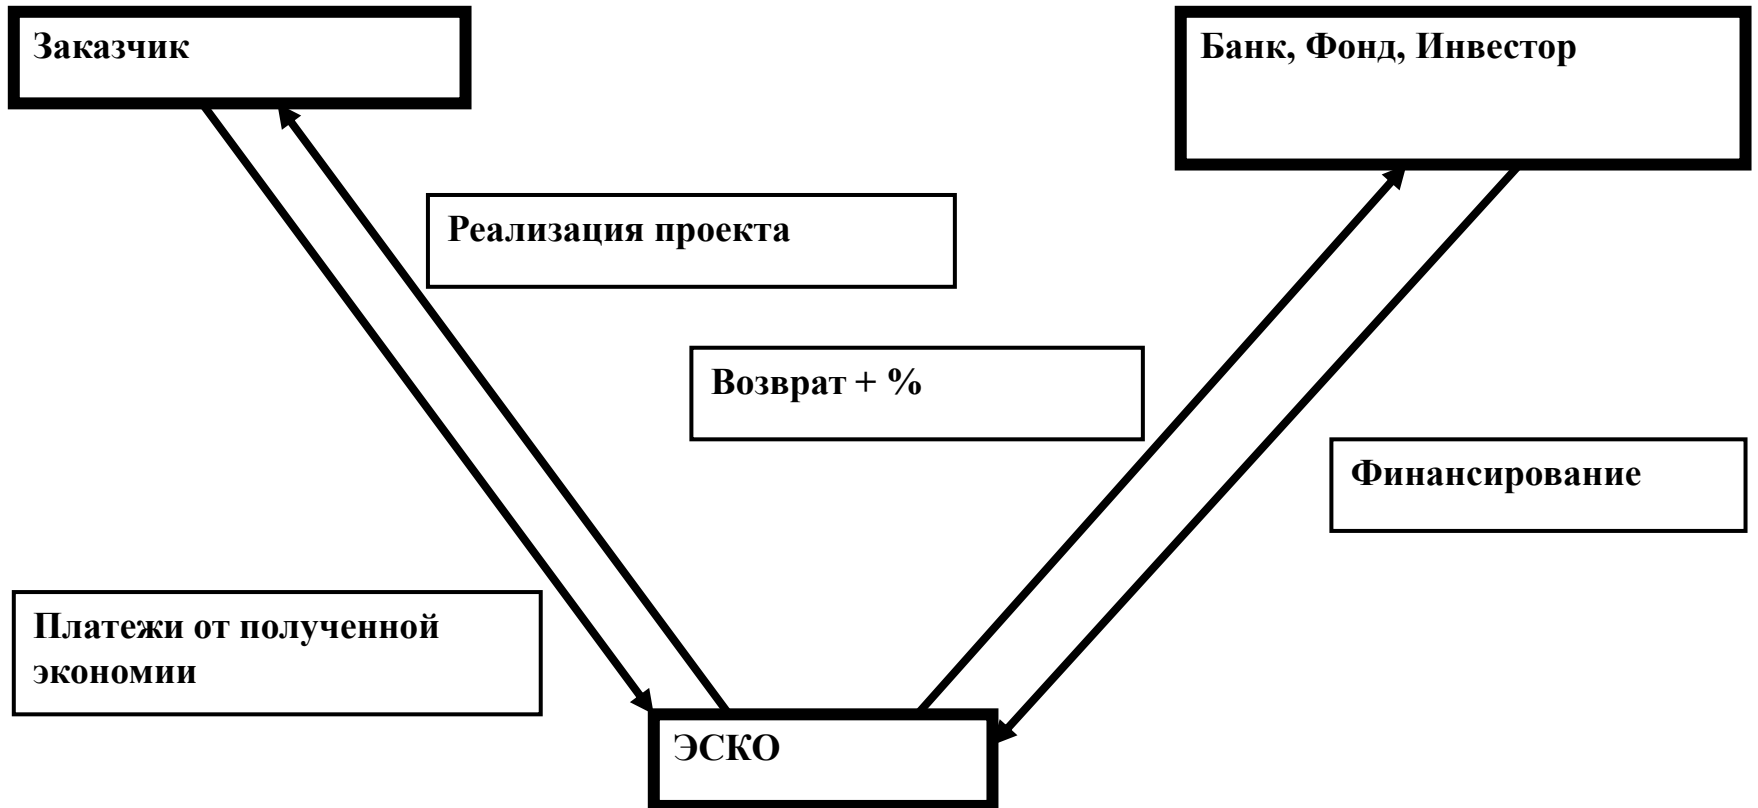 Заказчик
Банк, Фонд, Инвестор
Реализация проекта
Возврат + %
Финансирование
Платежи от полученной
экономии
ЭСКО